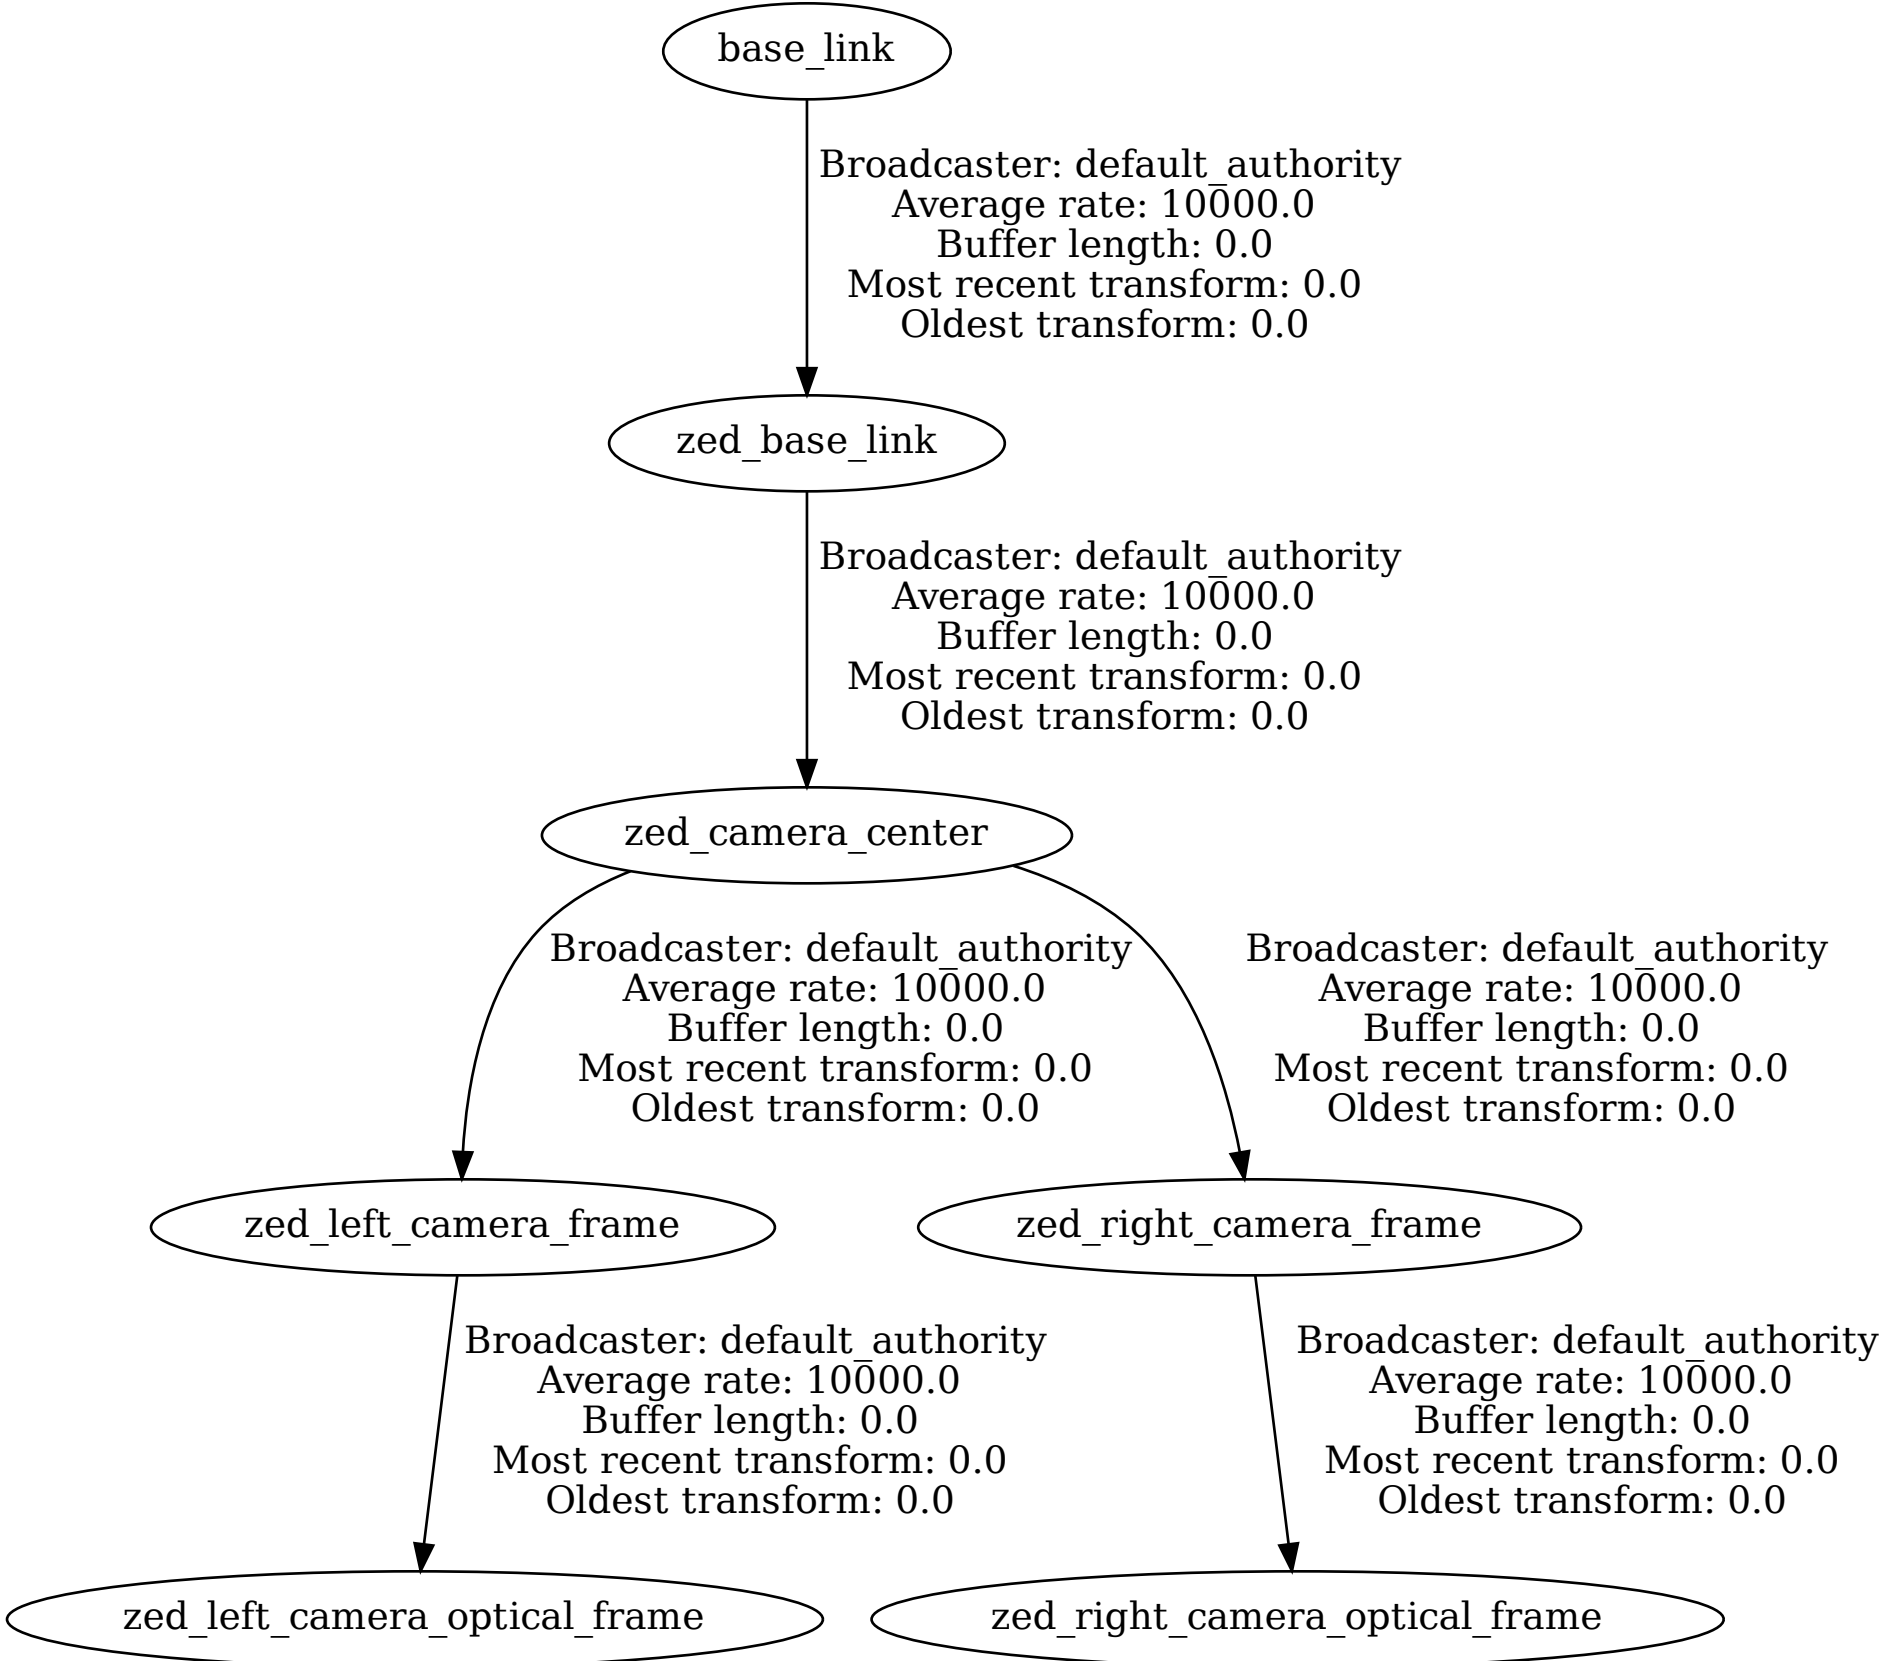 base_link
Broadcaster: default_authority
Average rate: 10000.0
Buffer length: 0.0
Most recent transform: 0.0
Oldest transform: 0.0
zed_base_link
Broadcaster: default_authority
Average rate: 10000.0
Buffer length: 0.0
Most recent transform: 0.0
Oldest transform: 0.0
zed_camera_center
Broadcaster: default_authority
Average rate: 10000.0
Buffer length: 0.0
Most recent transform: 0.0
Oldest transform: 0.0
Broadcaster: default_authority
Average rate: 10000.0
Buffer length: 0.0
Most recent transform: 0.0
Oldest transform: 0.0
zed_left_camera_frame
zed_right_camera_frame
Broadcaster: default_authority
Average rate: 10000.0
Buffer length: 0.0
Most recent transform: 0.0
Oldest transform: 0.0
Broadcaster: default_authority
Average rate: 10000.0
Buffer length: 0.0
Most recent transform: 0.0
Oldest transform: 0.0
zed_left_camera_optical_frame
zed_right_camera_optical_frame